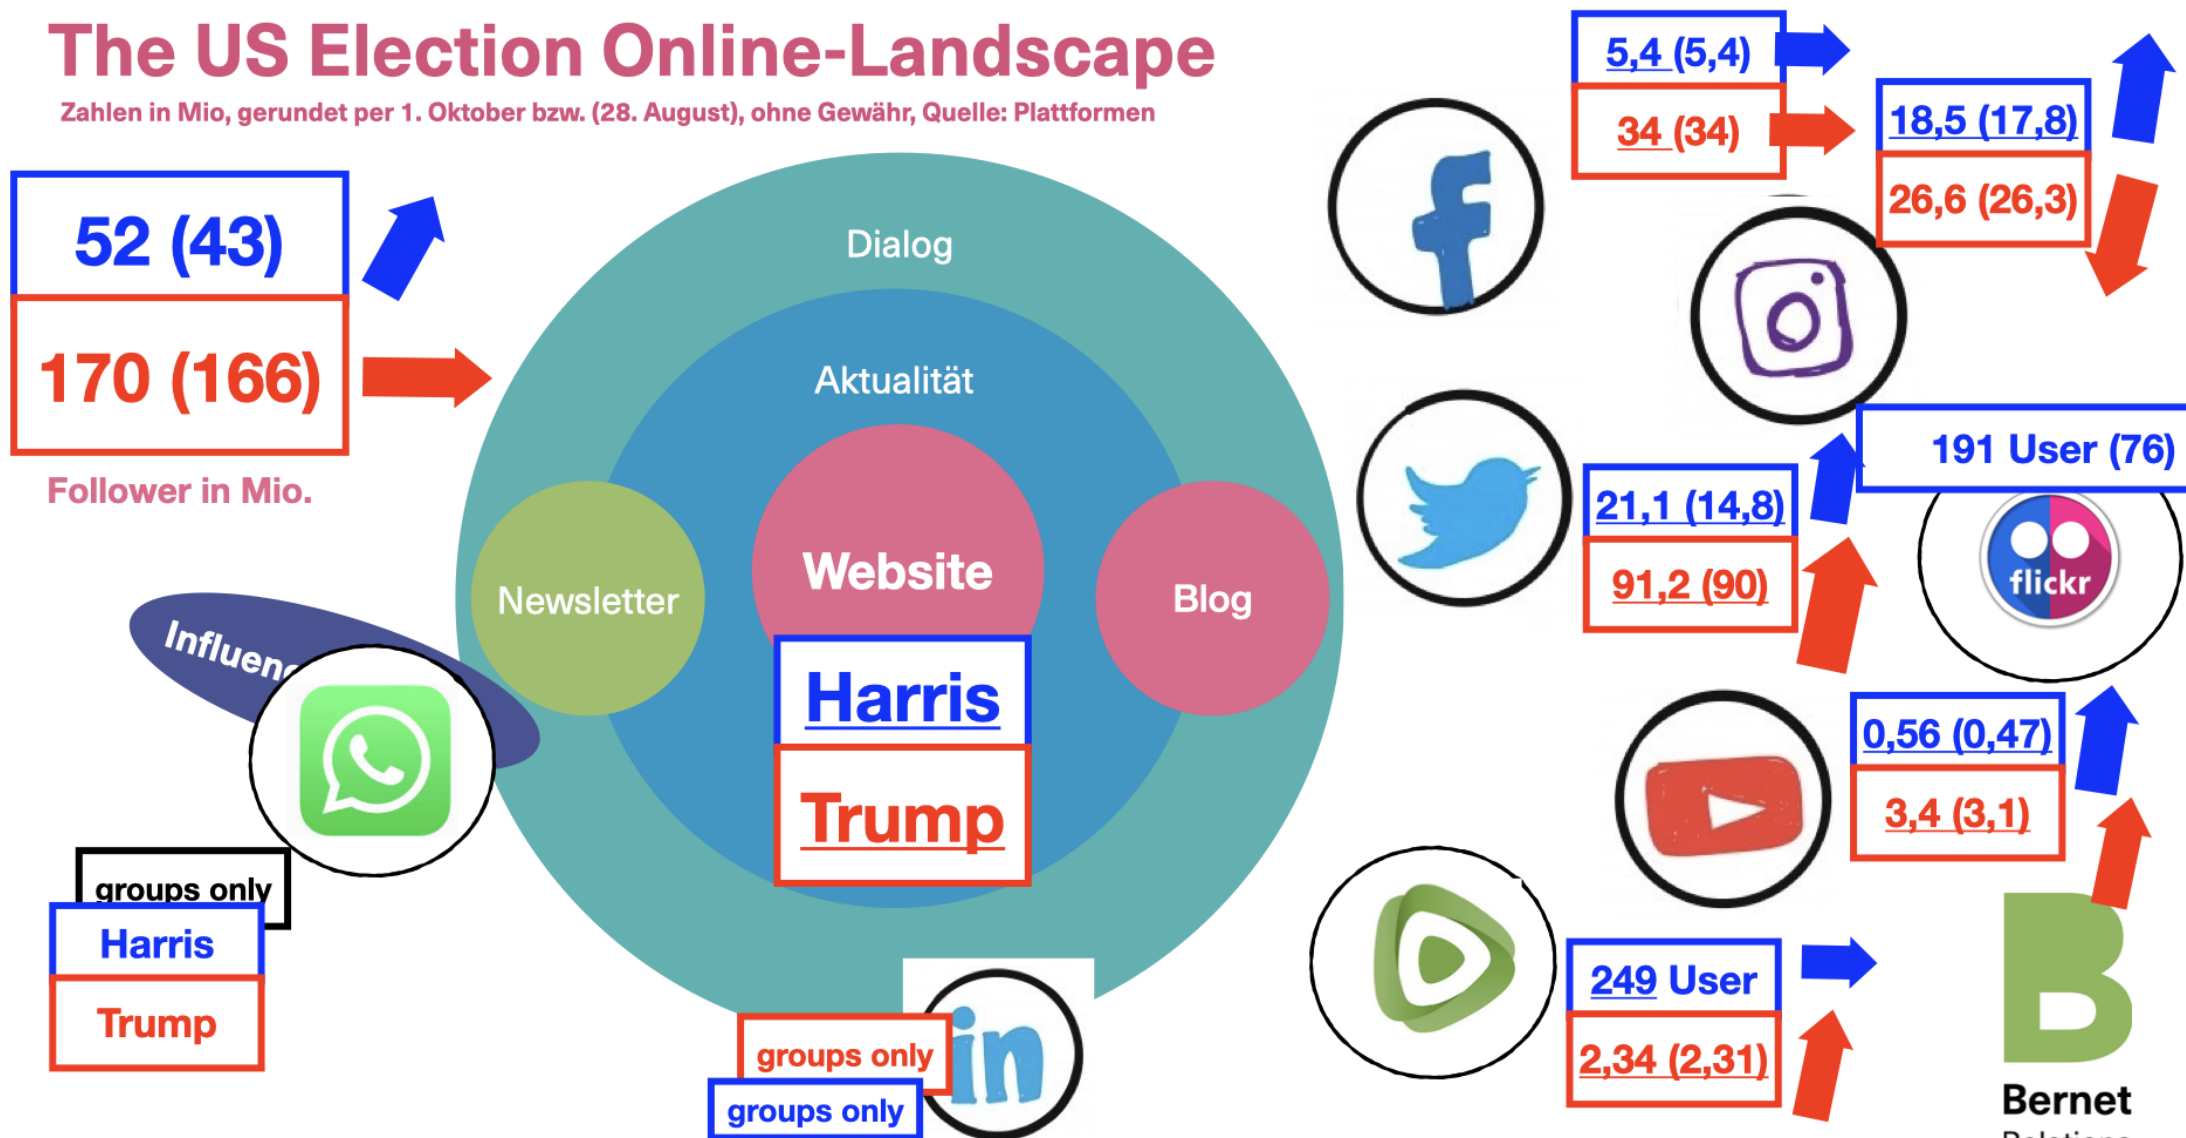 The US Election Online-Landscape
Zahlen in Mio, gerundet per 1. Oktober bzw. (28. August), ohne Gewähr, Quelle: Plattformen
52 (43)
170 (166)
Follower in Mio.
Dialog
Aktualität
Website
Newsletter
Blog
Harris
Trump
groups only
Harris
Trump
in
groups only
groups only
f
5,4 (5,4)
34 (34)
18,5 (17,8)
26,6 (26,3)
21,1 (14,8)
91,2 (90)
191 User (76)
flickr
0,56 (0,47)
3,4 (3,1)
249 User
2,34 (2,31)
B
Bernet